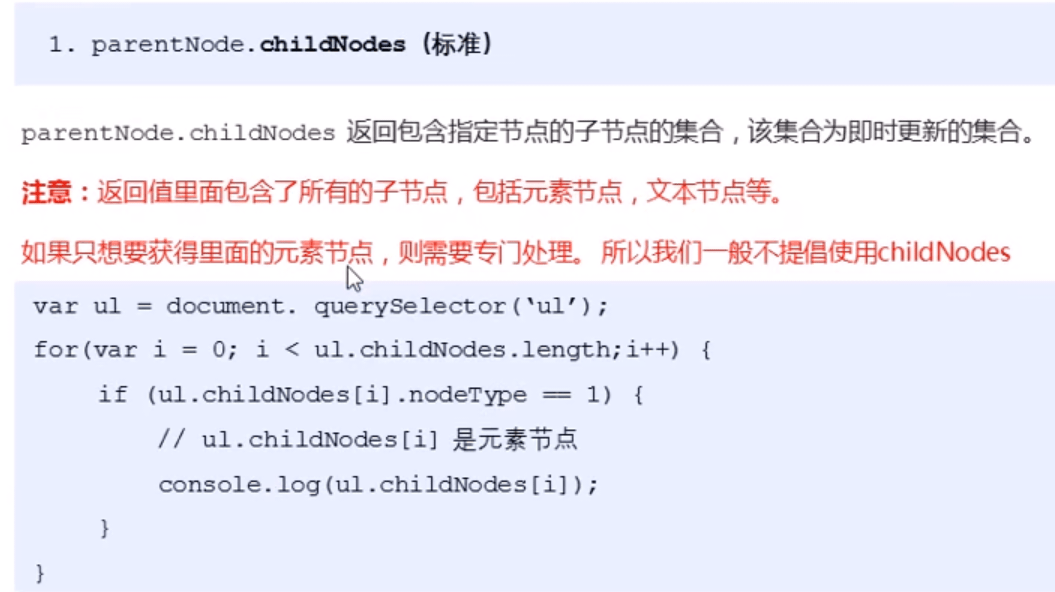 1. parentNode.childNodes（标准）
parentNode.childNodes 返回包含指定节点的子节点的集合，该集合为即时更新的集合。
注意：返回值里面包含了所有的子节点，包括元素节点，文本节点等。
如果只想要获得里面的元素节点，则需要专门处理。 所以我们一般不提倡使用childNodes
var ul = document. querySelector(‘ul’);
for(var i = 0; i < ul.childNodes.length;i++) {
if (ul.childNodes[i].nodeType == 1) {
// ul.childNodes[i] 是元素节点
console.log(ul.childNodes[i]);
}
}